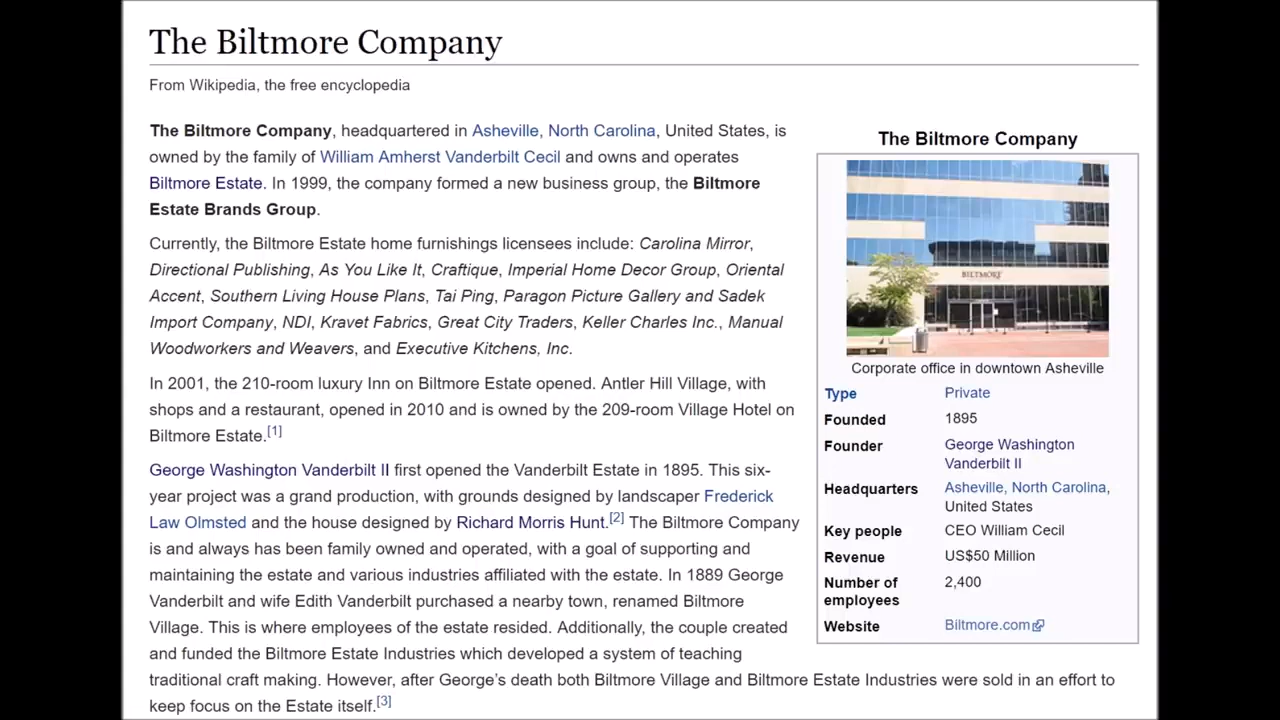 The Biltmore Company
From Wikipedia, the free encyclopedia
The Biltmore Company, headquartered in Asheville, North Carolina, United States, is
owned by the family of William Amherst Vanderbilt Cecil and owns and operates
Biltmore Estate. In 1999, the company formed a new business group, the Biltmore
Estate Brands Group.
Currently, the Biltmore Estate home furnishings licensees include: Carolina Mirror,
Directional Publishing, As You Like It, Craftique, Imperial Home Decor Group, Oriental
Accent, Southern Living House Plans, Tai Ping, Paragon Picture Gallery and Sadek
Import Company, NDI, Kravet Fabrics, Great City Traders, Keller Charles Inc., Manual
Woodworkers and Weavers, and Executive Kitchens, Inc.
In 2001, the 210-room luxury Inn on Biltmore Estate opened. Antler Hill Village, with
shops and a restaurant, opened in 2010 and is owned by the 209-room Village Hotel on
Biltmore Estate.[1]
George Washington Vanderbilt II first opened the Vanderbilt Estate in 1895. This six-
year project was a grand production, with grounds designed by landscaper Frederick
Law Olmsted and the house designed by Richard Morris Hunt.[2] The Biltmore Company
is and always has been family owned and operated, with a goal of supporting and
maintaining the estate and various industries affiliated with the estate. In 1889 George
Vanderbilt and wife Edith Vanderbilt purchased a nearby town, renamed Biltmore
Village. This is where employees of the estate resided. Additionally, the couple created
and funded the Biltmore Estate Industries which developed a system of teaching
traditional craft making. However, after George's death both Biltmore Village and Biltmore Estate Industries were sold in an effort to
keep focus on the Estate itself.[3]
The Biltmore Company
BILTMORE
Corporate office in downtown Asheville
Type Private
Founded 1895
Founder George Washington
Vanderbilt II
Headquarters Asheville, North Carolina,
United States
Key people CEO William Cecil
Revenue US$50 Million
Number of 2,400
employees
Website Biltmore.com